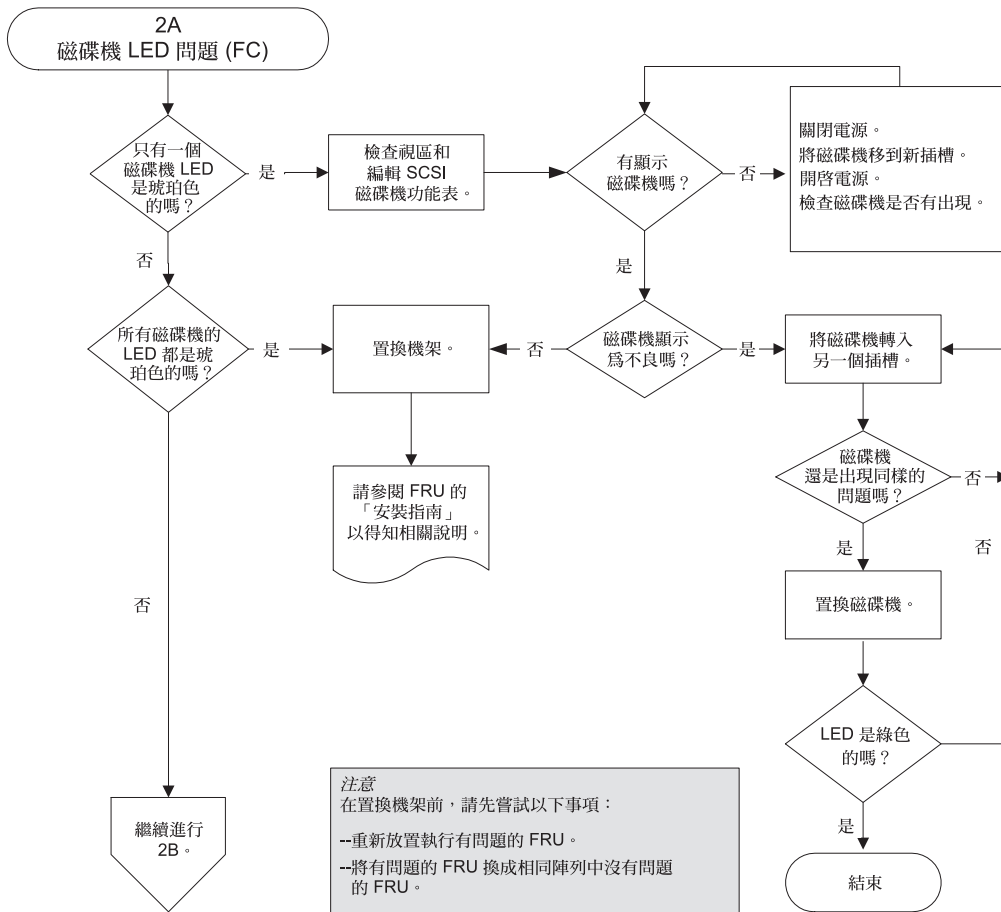 2A
磁碟機 LED 問題 (FC)
只有一個
磁碟機 LED
是琥珀色
的嗎？
是
檢查視區和
編輯 SCSI
磁碟機功能表。
有顯示
磁碟機嗎？
否
關閉電源。
將磁碟機移到新插槽。
開啓電源。
檢查磁碟機是否有出現。
否
是
所有磁碟機的
LED 都是琥
珀色的嗎？
是
置換機架。
否
磁碟機顯示
爲不良嗎？
是
將磁碟機轉入
另一個插槽。
請參閱 FRU 的
「安裝指南」
以得知相關說明。
磁碟機
還是出現同樣的
問題嗎？
否
是
否
否
置換磁碟機。
LED 是綠色
的嗎？
是
結束
繼續進行
2B。
注意
在置換機架前，請先嘗試以下事項：
--重新放置執行有問題的 FRU。
--將有問題的 FRU 換成相同陣列中沒有問題
的 FRU。